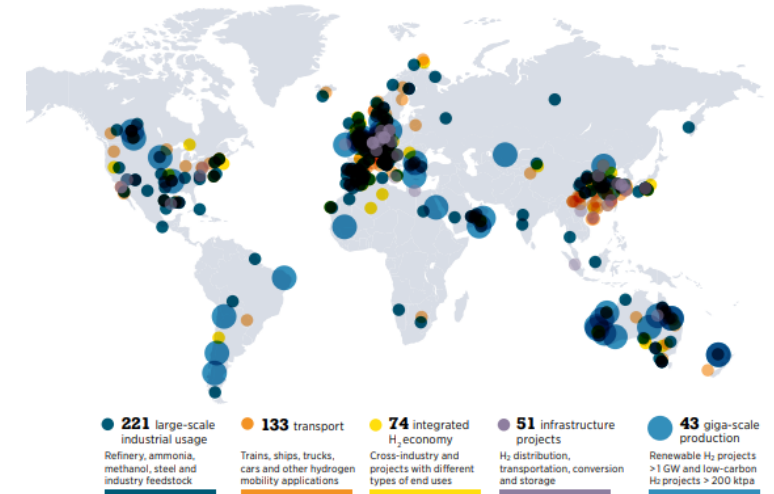 221 large-scale
industrial usage
Refinery, ammonia,
methanol, steel and
industry feedstock
133 transport
Trains, ships, trucks,
cars and other hydrogen
mobility applications
74 integrated
H₂ economy
Cross-industry and
projects with different
types of end uses
51 infrastructure
projects
H₂ distribution,
transportation, conversion
and storage
43 giga-scale
production
Renewable H₂ projects
>1 GW and low-carbon
H₂ projects > 200 ktpa